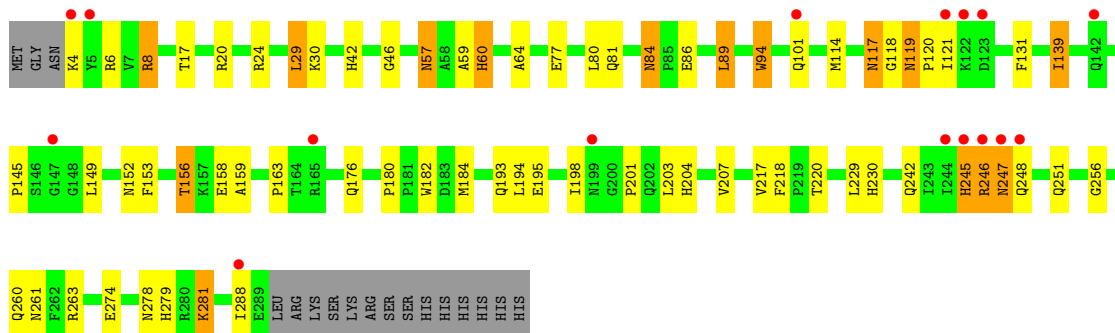 MET GLY ASN K4 Y5 R6 V7 R8 T17 R20 R24 L29 K30 H42 G46 N57 A58 A59 H60 A64 E77 L80 Q81 N84 P85 E86 L89 W94 Q101 M114 N117 G118 N119 P120 I121 K122 D123 F131 I139 Q142
P145 S146 G147 G148 L149 N152 F153 T156 K157 E158 A159 P163 T164 R165 Q176 P180 P181 W182 D183 M184 Q193 L194 E195 I198 N199 G200 P201 Q202 L203 H204 V207 V217 F218 P219 T220 L229 H230 Q242 I243 I244 H245 R246 N247 Q248 Q251 G256
Q260 N261 F262 R263 E274 N278 H279 R280 K281 I288 E289 LEU ARG LYS SER LYS ARG SER SER HIS HIS HIS HIS HIS HIS